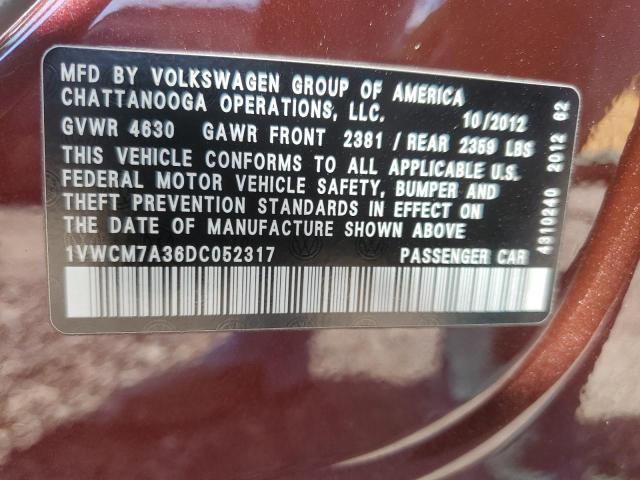 MFD BY VOLKSWAGEN GROUP OF AMERICA
CHATTANOOGA OPERATIONS, LLC. 10/2012
GVWR 4630 GAWR FRONT 2381 / REAR 2359 LBS
THIS VEHICLE CONFORMS TO ALL APPLICABLE U.S.
FEDERAL MOTOR VEHICLE SAFETY, BUMPER AND
THEFT PREVENTION STANDARDS IN EFFECT ON
THE DATE OF MANUFACTURE SHOWN ABOVE
1VWCM7A36DC052317 PASSENGER CAR
4310240 2012 62